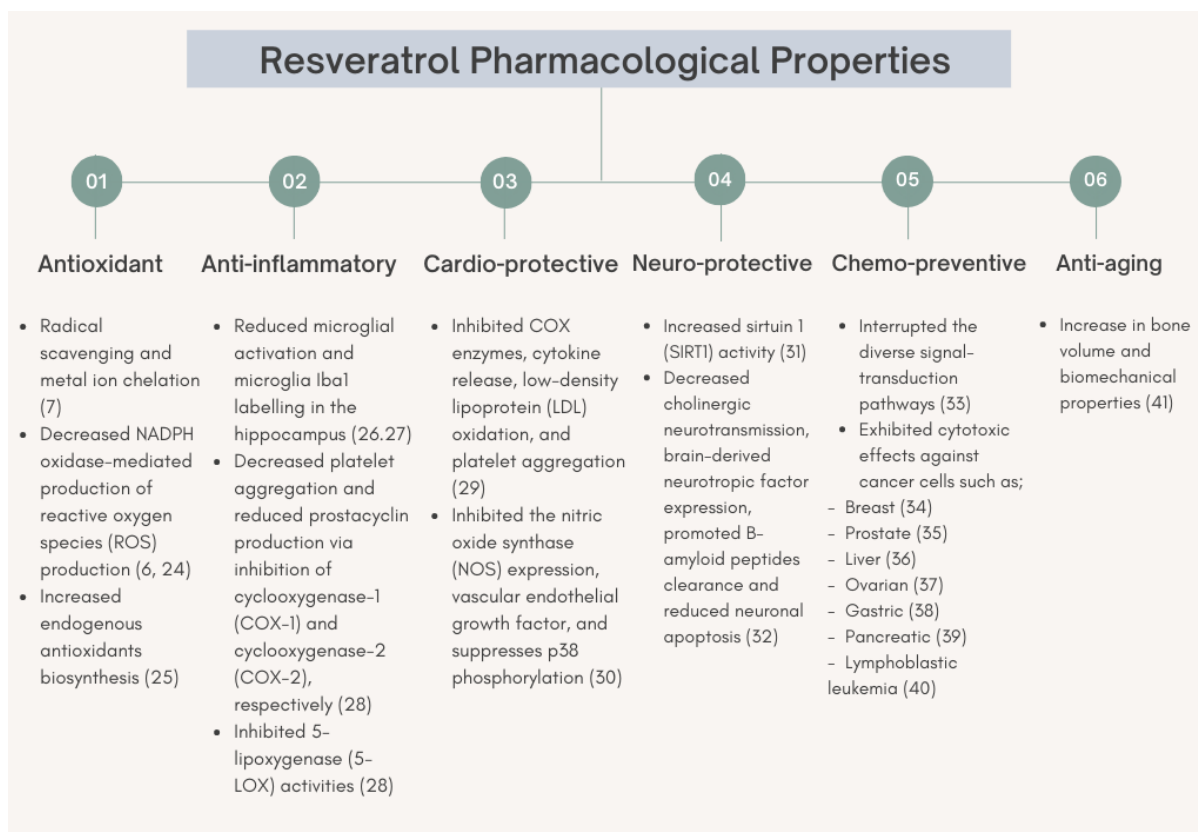 Resveratrol Pharmacological Properties
01
02
03
04
05
06
Antioxidant
Anti-inflammatory
Cardio-protective
Neuro-protective
Chemo-preventive
Anti-aging
• Radical
scavenging and
metal ion chelation
(7)
• Decreased NADPH
oxidase-mediated
production of
reactive oxygen
species (ROS)
production (6, 24)
• Increased
endogenous
antioxidants
biosynthesis (25)
• Reduced microglial
activation and
microglia Iba1
labelling in the
hippocampus (26.27)
• Decreased platelet
aggregation and
reduced prostacyclin
production via
inhibition of
cyclooxygenase-1
(COX-1) and
cyclooxygenase-2
(COX-2),
respectively (28)
• Inhibited 5-
lipoxygenase (5-
LOX) activities (28)
• Inhibited COX
enzymes, cytokine
release, low-density
lipoprotein (LDL)
oxidation, and
platelet aggregation
(29)
• Inhibited the nitric
oxide synthase
(NOS) expression,
vascular endothelial
growth factor, and
suppresses p38
phosphorylation (30)
• Increased sirtuin 1
(SIRT1) activity (31)
• Decreased
cholinergic
neurotransmission,
brain-derived
neurotropic factor
expression,
promoted B-
amyloid peptides
clearance and
reduced neuronal
apoptosis (32)
• Interrupted the
diverse signal-
transduction
pathways (33)
• Exhibited cytotoxic
effects against
cancer cells such as;
- Breast (34)
- Prostate (35)
- Liver (36)
- Ovarian (37)
- Gastric (38)
- Pancreatic (39)
- Lymphoblastic
leukemia (40)
• Increase in bone
volume and
biomechanical
properties (41)